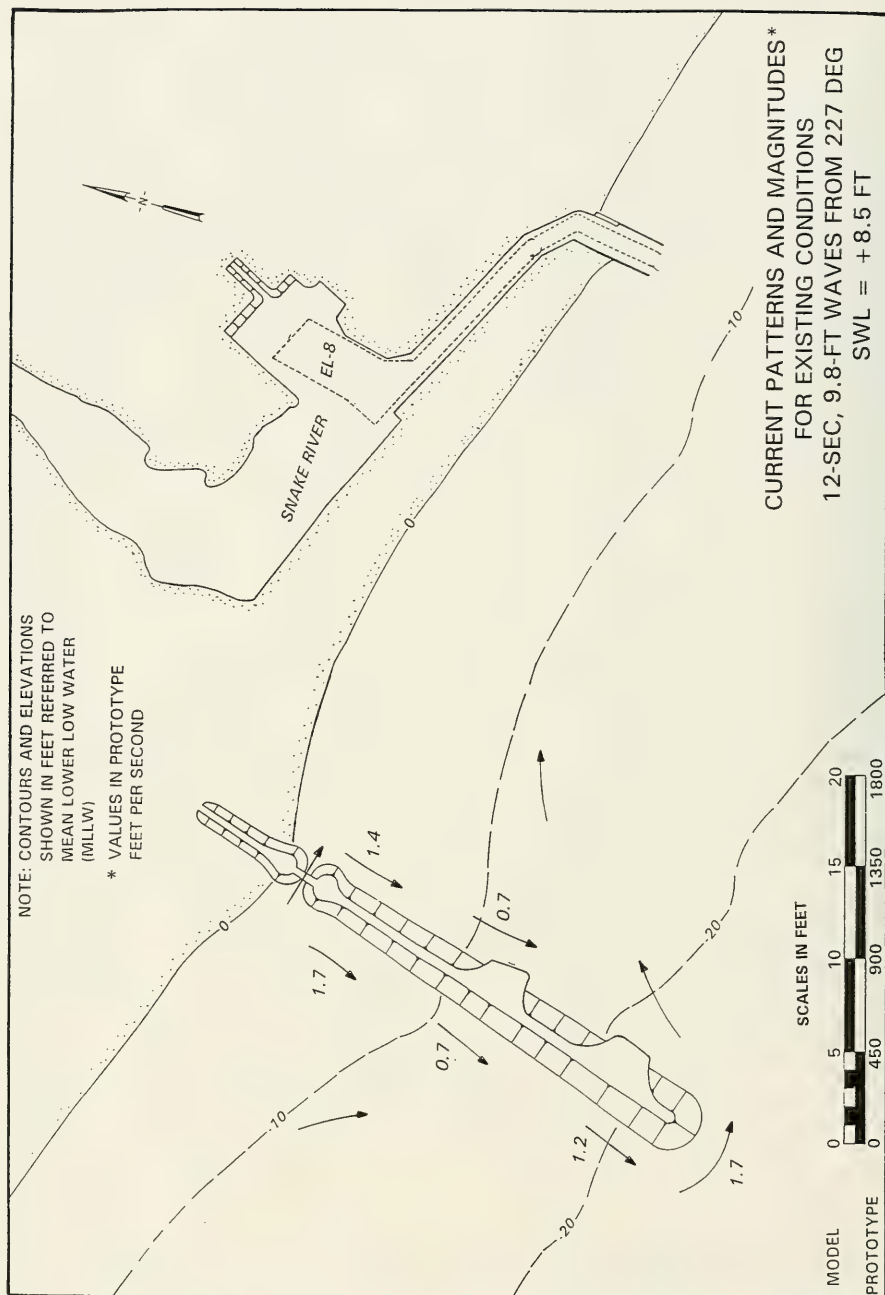 NOTE: CONTOURS AND ELEVATIONS
SHOWN IN FEET REFERRED TO
MEAN LOWER LOW WATER
(MLLW)
* VALUES IN PROTOTYPE
FEET PER SECOND
-N-
SNAKE RIVER
EL-8
0
0
-10
-10
-20
-20
1.7
1.4
0.7
0.7
1.2
1.7
SCALES IN FEET
MODEL 0 5 10 15 20
PROTOTYPE 0 450 900 1350 1800
CURRENT PATTERNS AND MAGNITUDES*
FOR EXISTING CONDITIONS
12-SEC, 9.8-FT WAVES FROM 227 DEG
SWL = +8.5 FT